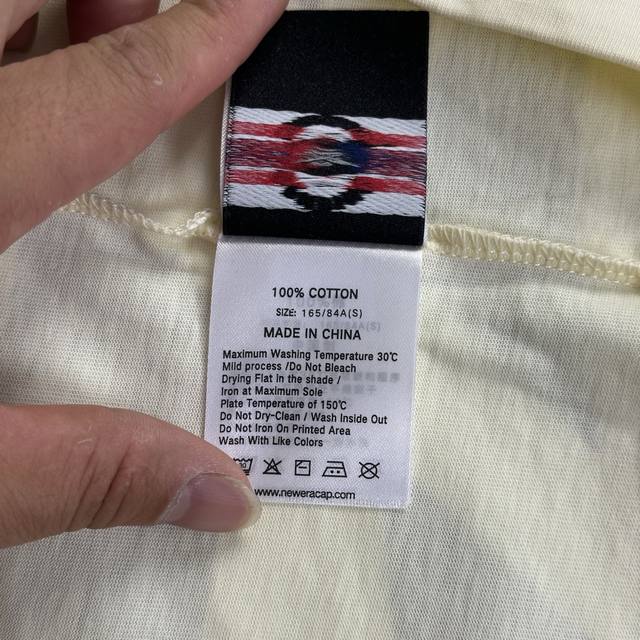 100% COTTON
SIZE: 165/84A(S)
MADE IN CHINA
Maximum Washing Temperature 30℃
Mild process /Do Not Bleach
Drying Flat in the shade /
Iron at Maximum Sole
Plate Temperature of 150℃
Do Not Dry-Clean / Wash Inside Out
Do Not Iron On Printed Area
Wash With Like Colors
www.neweracap.com